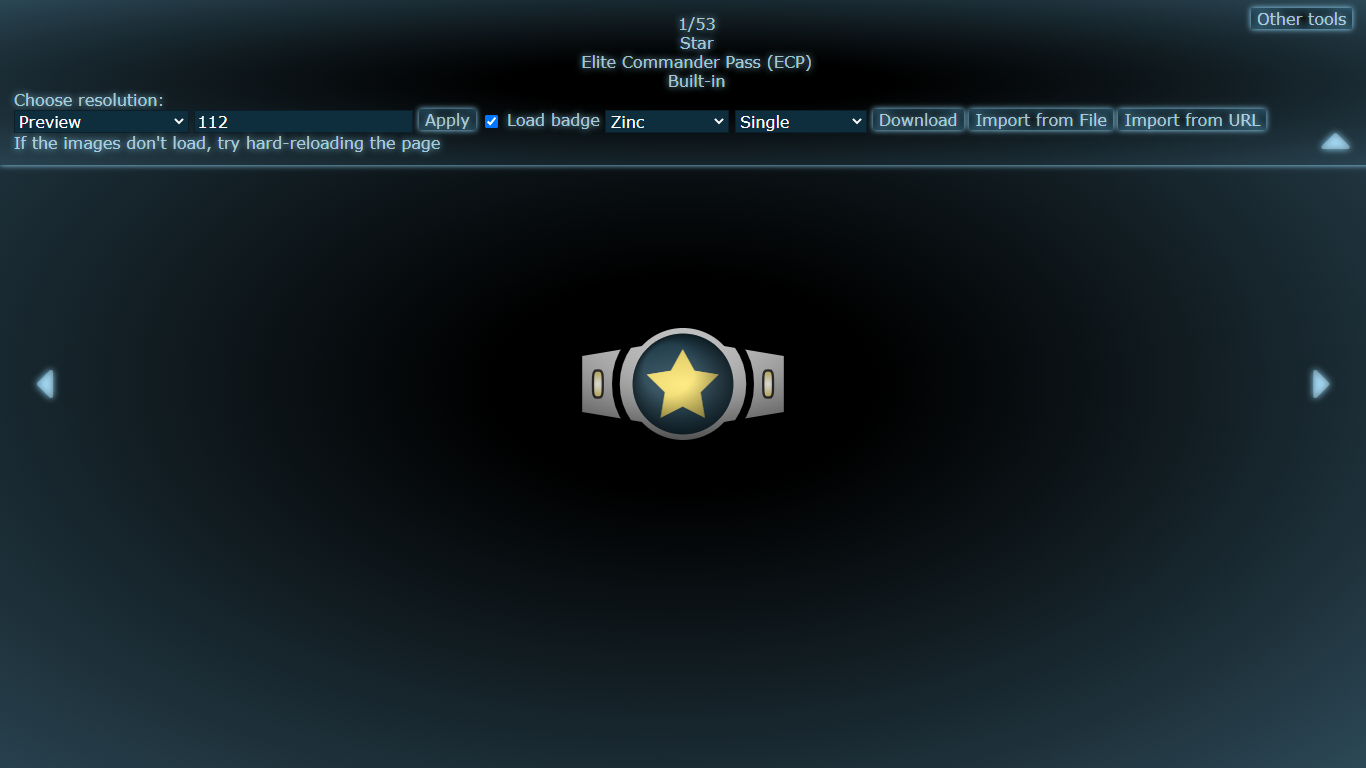 Other tools
1/53
Star
Elite Commander Pass (ECP)
Built-in
Choose resolution:
Preview 112 Apply Load badge Zinc Single Download Import from File Import from URL
If the images don't load, try hard-reloading the page